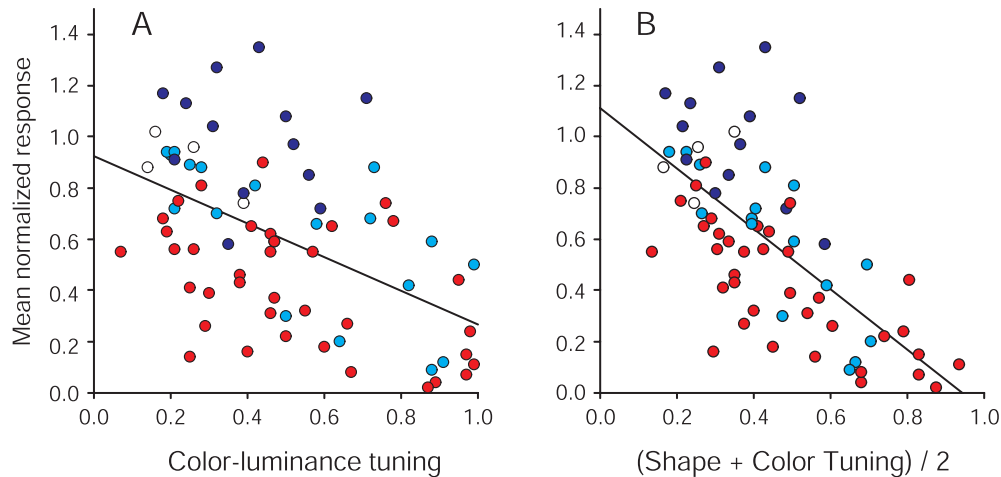 A
B
Mean normalized response
1.4
1.2
1.0
0.8
0.6
0.4
0.2
0.0
0.0 0.2 0.4 0.6 0.8 1.0
Color-luminance tuning
1.4
1.2
1.0
0.8
0.6
0.4
0.2
0.0
0.0 0.2 0.4 0.6 0.8 1.0
(Shape + Color Tuning) / 2